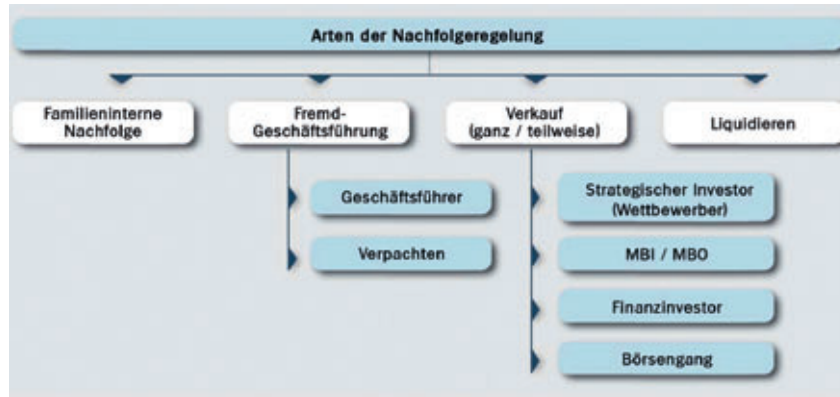 Arten der Nachfolgeregelung
Familieninterne
Nachfolge
Fremd-
Geschäftsführung
Verkauf
(ganz / teilweise)
Liquidieren
Geschäftsführer
Verpachten
Strategischer Investor
(Wettbewerber)
MBI / MBO
Finanzinvestor
Börsengang